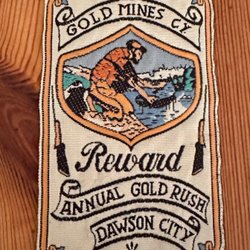 GOLD MINES CY.
Reward
ANNUAL GOLD RUSH
DAWSON CITY